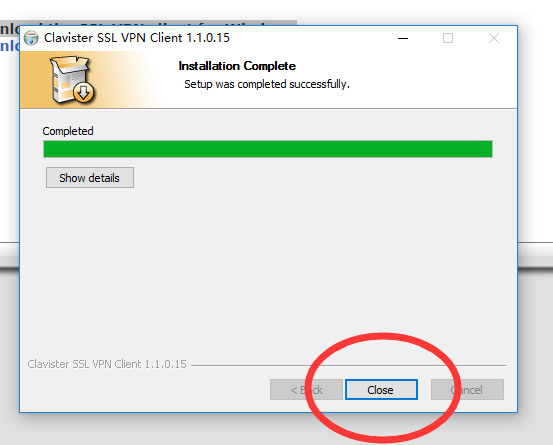 Clavister SSL VPN Client 1.1.0.15
Installation Complete
Setup was completed successfully.
Completed
Show details
Clavister SSL VPN Client 1.1.0.15
< Back
Close
Cancel